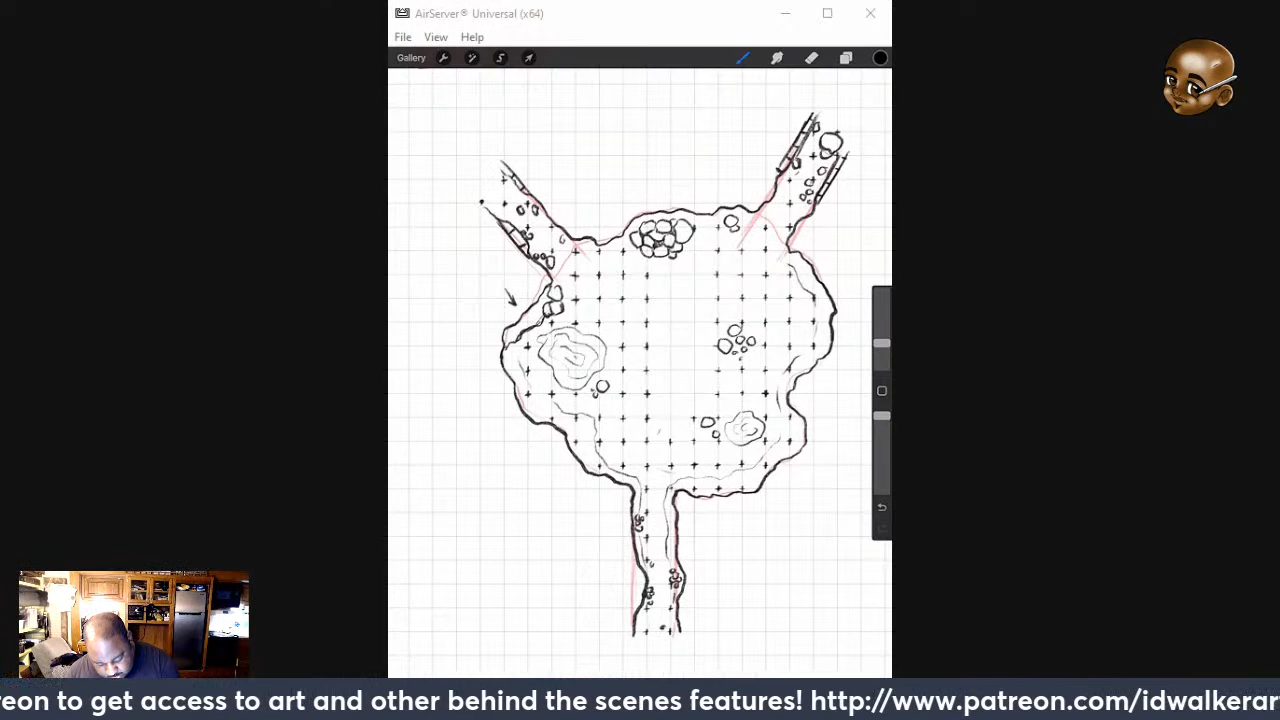 AirServer® Universal (x64)
File View Help
Gallery
reon to get access to art and other behind the scenes features! http://www.patreon.com/idwalkerar